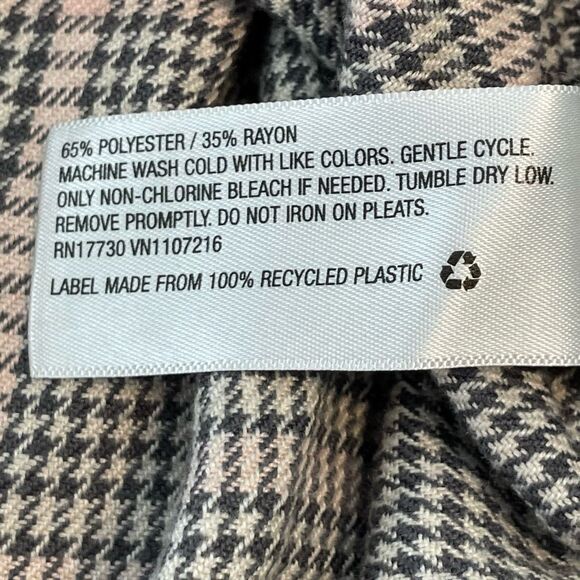 65% POLYESTER / 35% RAYON
MACHINE WASH COLD WITH LIKE COLORS. GENTLE CYCLE.
ONLY NON-CHLORINE BLEACH IF NEEDED. TUMBLE DRY LOW.
REMOVE PROMPTLY. DO NOT IRON ON PLEATS.
RN17730 VN1107216
LABEL MADE FROM 100% RECYCLED PLASTIC